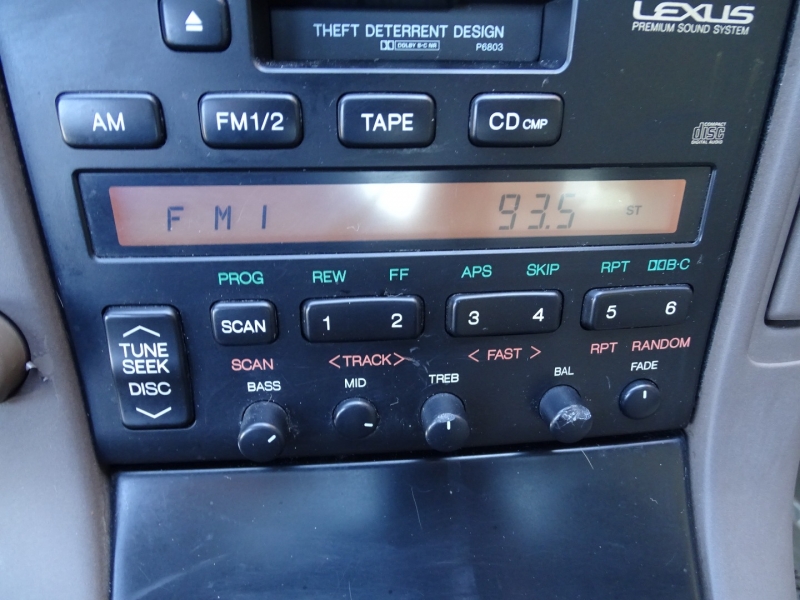 LEXUS
PREMIUM SOUND SYSTEM
THEFT DETERRENT DESIGN
DOLBY B-C NR P6803
AM FM1/2 TAPE CD CMP
COMPACT
disc
DIGITAL AUDIO
FM1 93.5 ST
PROG REW FF APS SKIP RPT B·C
SCAN 1 2 3 4 5 6
TUNE
SEEK
DISC
SCAN <TRACK> < FAST > RPT RANDOM
BASS MID TREB BAL FADE